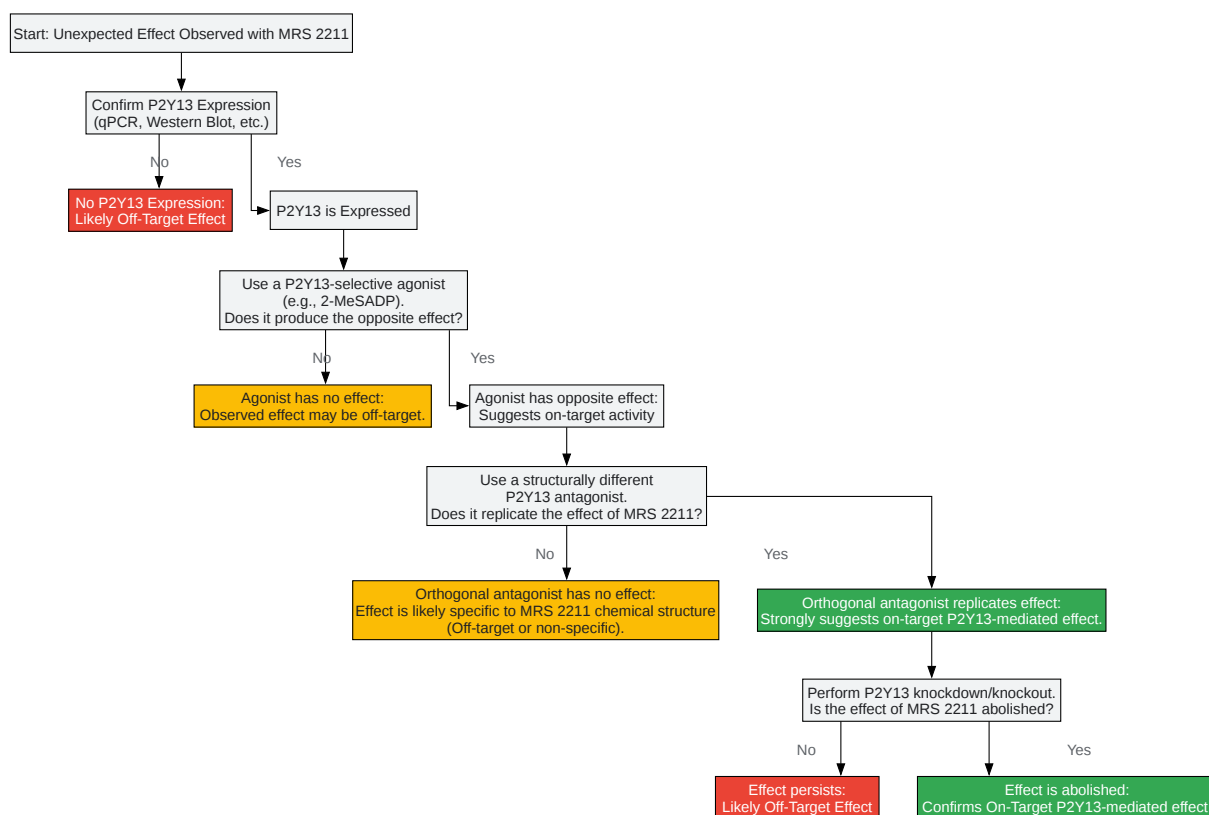 Start: Unexpected Effect Observed with MRS 2211
Confirm P2Y13 Expression
(qPCR, Western Blot, etc.)
No
Yes
No P2Y13 Expression:
Likely Off-Target Effect
P2Y13 is Expressed
Use a P2Y13-selective agonist
(e.g., 2-MeSADP).
Does it produce the opposite effect?
No
Yes
Agonist has no effect:
Observed effect may be off-target.
Agonist has opposite effect:
Suggests on-target activity
Use a structurally different
P2Y13 antagonist.
Does it replicate the effect of MRS 2211?
No
Yes
Orthogonal antagonist has no effect:
Effect is likely specific to MRS 2211 chemical structure
(Off-target or non-specific).
Orthogonal antagonist replicates effect:
Strongly suggests on-target P2Y13-mediated effect.
Perform P2Y13 knockdown/knockout.
Is the effect of MRS 2211 abolished?
No
Yes
Effect persists:
Likely Off-Target Effect
Effect is abolished:
Confirms On-Target P2Y13-mediated effect